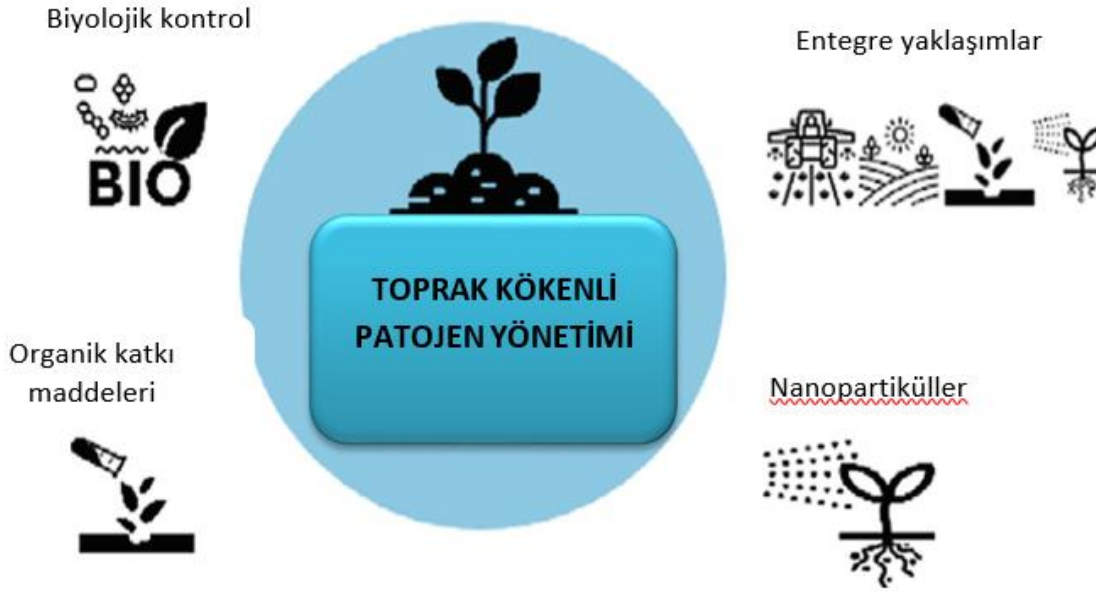 Biyolojik kontrol
BIO
Entegre yaklaşımlar
TOPRAK KÖKENLİ
PATOJEN YÖNETİMİ
Organik katkı
maddeleri
Nanopartiküller